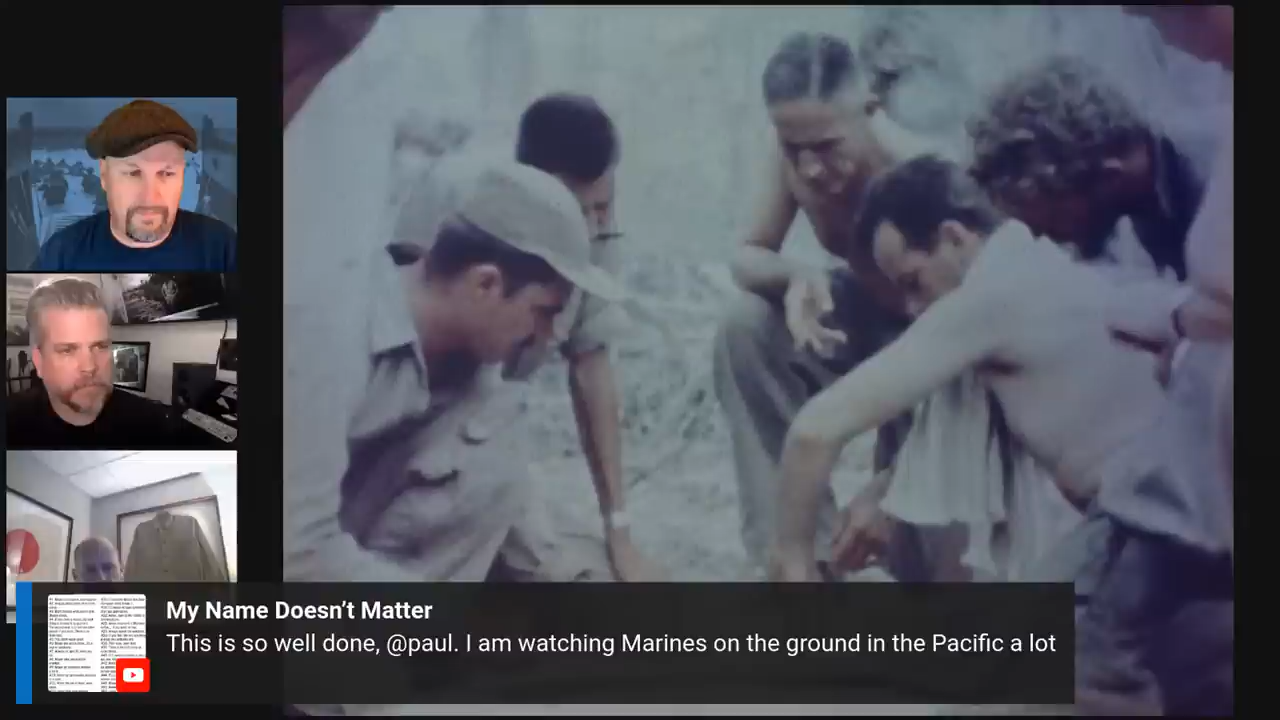 My Name Doesn’t Matter
This is so well done, @paul. I am watching Marines on the ground in the Pacific a lot